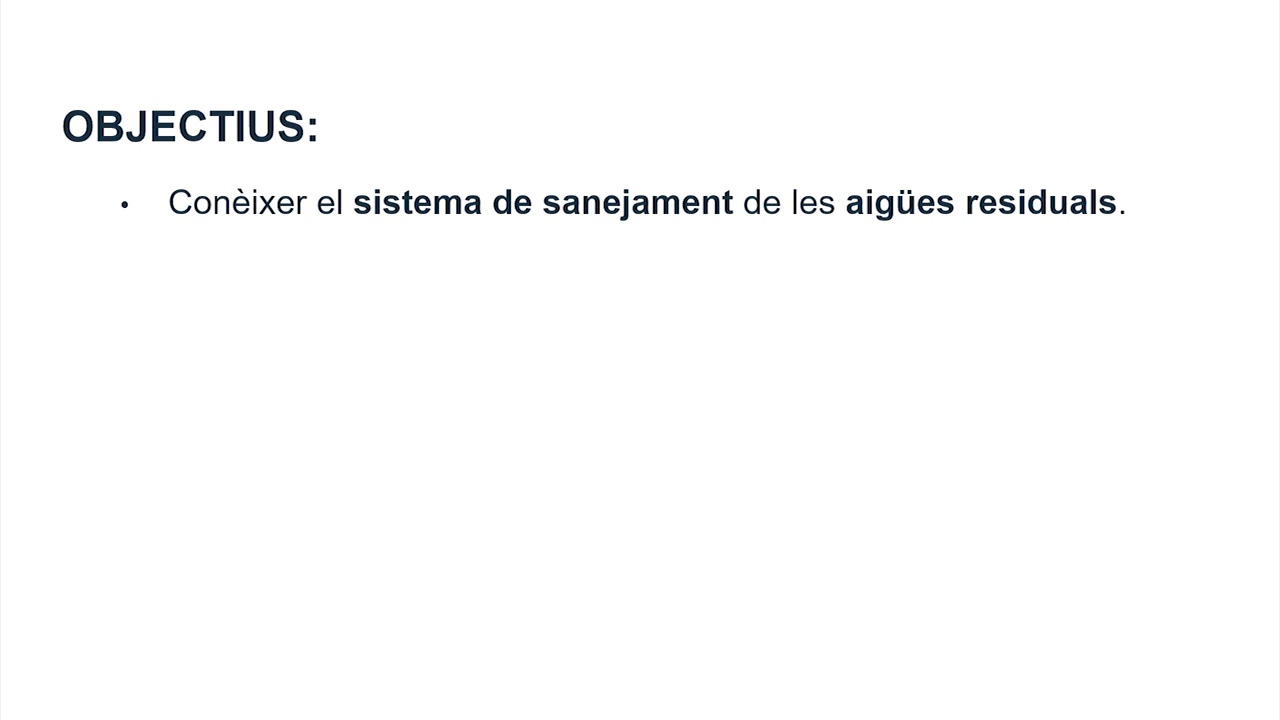 OBJECTIUS:
• Conèixer el sistema de sanejament de les aigües residuals.